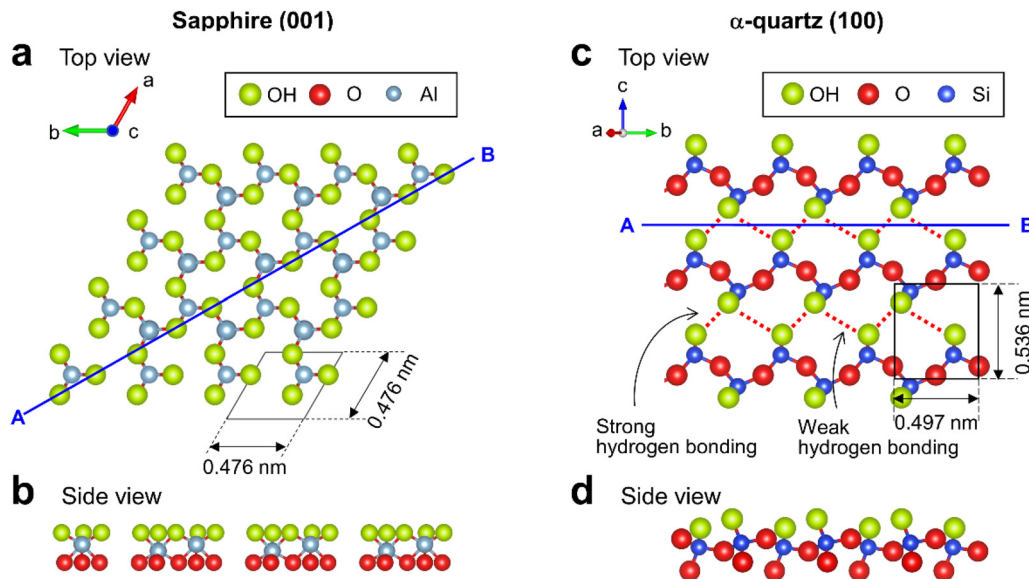 Sapphire (001)
α-quartz (100)
a
Top view
a
b
c
OH
O
Al
B
A
0.476 nm
0.476 nm
b
Side view
c
Top view
c
a
b
OH
O
Si
A
B
0.536 nm
0.497 nm
Strong
hydrogen bonding
Weak
hydrogen bonding
d
Side view